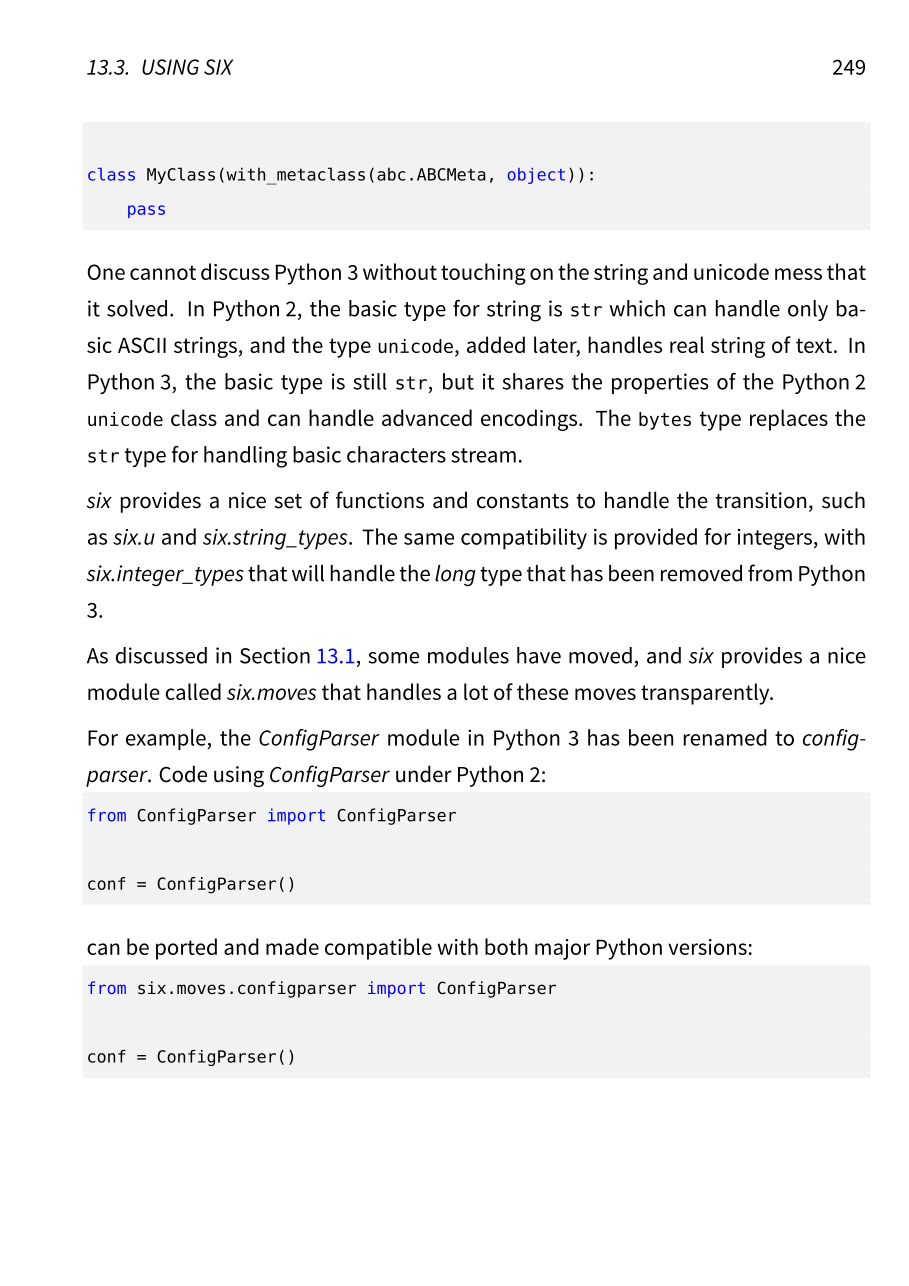 13.3. USING SIX 249
class MyClass(with_metaclass(abc.ABCMeta, object)):
    pass
One cannot discuss Python 3 without touching on the string and unicode mess that
it solved. In Python 2, the basic type for string is str which can handle only ba-
sic ASCII strings, and the type unicode, added later, handles real string of text. In
Python 3, the basic type is still str, but it shares the properties of the Python 2
unicode class and can handle advanced encodings. The bytes type replaces the
str type for handling basic characters stream.
six provides a nice set of functions and constants to handle the transition, such
as six.u and six.string_types. The same compatibility is provided for integers, with
six.integer_types that will handle the long type that has been removed from Python
3.
As discussed in Section 13.1, some modules have moved, and six provides a nice
module called six.moves that handles a lot of these moves transparently.
For example, the ConfigParser module in Python 3 has been renamed to config-
parser. Code using ConfigParser under Python 2:
from ConfigParser import ConfigParser
conf = ConfigParser()
can be ported and made compatible with both major Python versions:
from six.moves.configparser import ConfigParser
conf = ConfigParser()